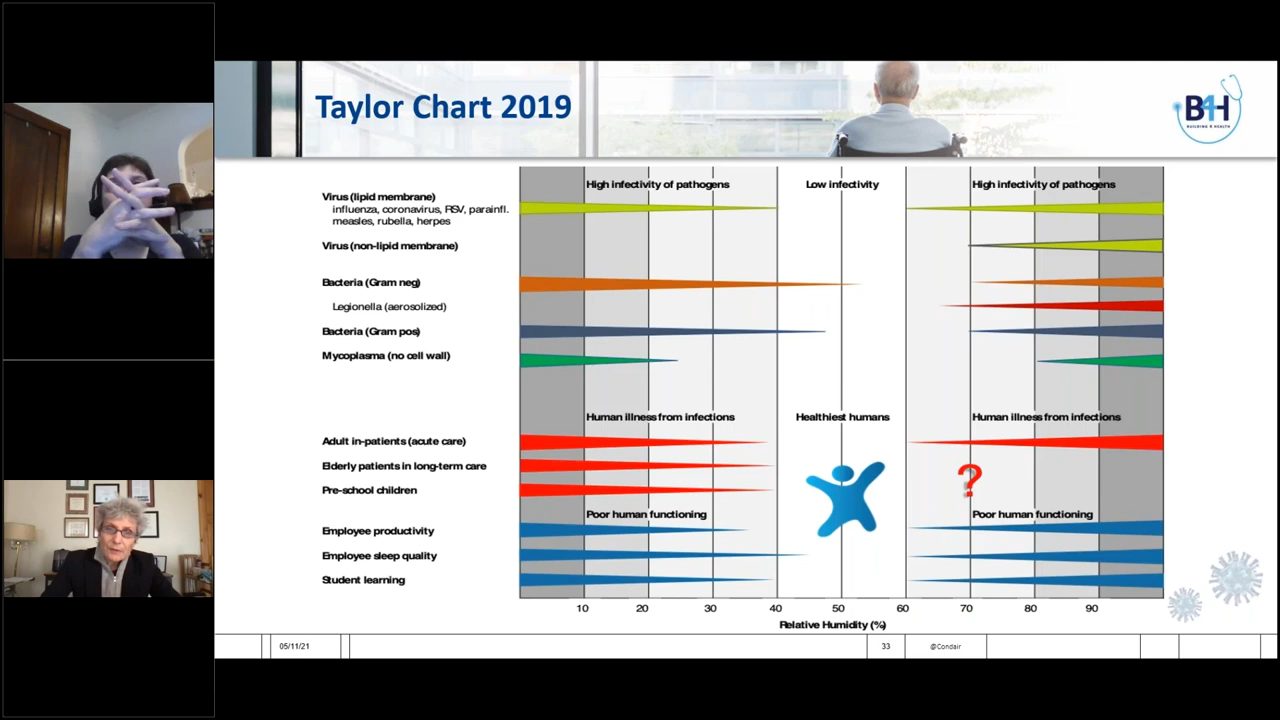 Taylor Chart 2019
B4H
BUILDING 4 HEALTH
High infectivity of pathogens
Low infectivity
High infectivity of pathogens
Virus (lipid membrane)
influenza, coronavirus, RSV, parainfl.
measles, rubella, herpes
Virus (non-lipid membrane)
Bacteria (Gram neg)
Legionella (aerosolized)
Bacteria (Gram pos)
Mycoplasma (no cell wall)
Human illness from infections
Healthiest humans
Human illness from infections
Adult in-patients (acute care)
Elderly patients in long-term care
?
Pre-school children
Poor human functioning
Poor human functioning
Employee productivity
Employee sleep quality
Student learning
10 20 30 40 50 60 70 80 90
Relative Humidity (%)
05/11/21
33
@Condair